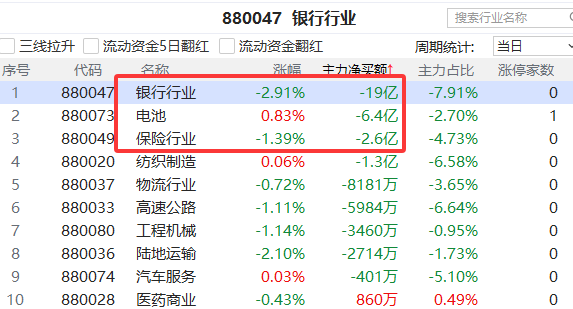 880047 银行行业
搜索行业名称
三线拉升 流动资金5日翻红 流动资金翻红 周期统计: 当日
序号 代码 名称 涨幅 主力净买额↑ 主力占比 涨停家数
1 880047 银行行业 -2.91% -19亿 -7.91% 0
2 880073 电池 0.83% -6.4亿 -2.70% 1
3 880049 保险行业 -1.39% -2.6亿 -4.73% 0
4 880020 纺织制造 0.06% -1.3亿 -6.58% 0
5 880037 物流行业 -0.72% -8181万 -3.65% 0
6 880033 高速公路 -1.11% -5984万 -6.64% 0
7 880080 工程机械 -1.14% -3460万 -0.95% 0
8 880036 陆地运输 -2.10% -2714万 -1.73% 0
9 880074 汽车服务 0.03% -401万 -5.10% 0
10 880028 医药商业 -0.43% 860万 0.49% 0